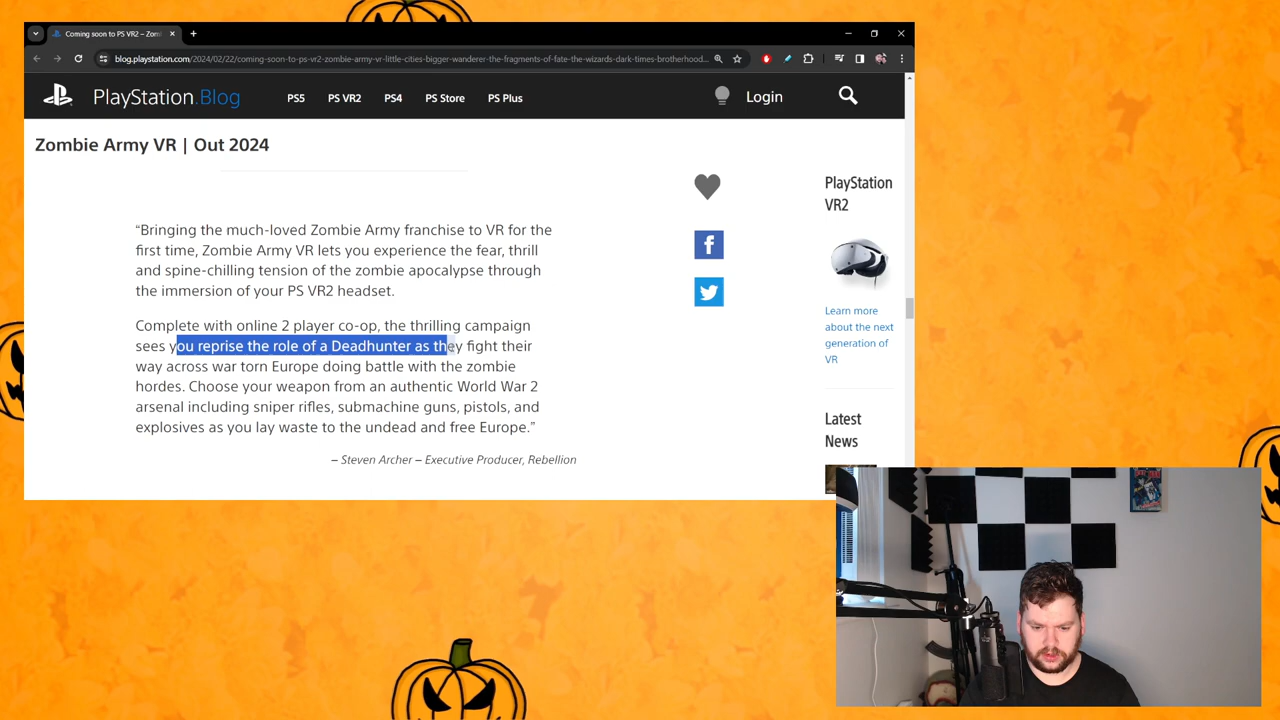 Coming soon to PS VR2 – Zom
blog.playstation.com/2024/02/22/coming-soon-to-ps-vr2-zombie-army-vr-little-cities-bigger-wanderer-the-fragments-of-fate-the-wizards-dark-times-brotherhood...
PlayStation.Blog
PS5 PS VR2 PS4 PS Store PS Plus
Login
Zombie Army VR | Out 2024
“Bringing the much-loved Zombie Army franchise to VR for the
first time, Zombie Army VR lets you experience the fear, thrill
and spine-chilling tension of the zombie apocalypse through
the immersion of your PS VR2 headset.
Complete with online 2 player co-op, the thrilling campaign
sees you reprise the role of a Deadhunter as they fight their
way across war torn Europe doing battle with the zombie
hordes. Choose your weapon from an authentic World War 2
arsenal including sniper rifles, submachine guns, pistols, and
explosives as you lay waste to the undead and free Europe.”
– Steven Archer – Executive Producer, Rebellion
PlayStation
VR2
Learn more
about the next
generation of
VR
Latest
News